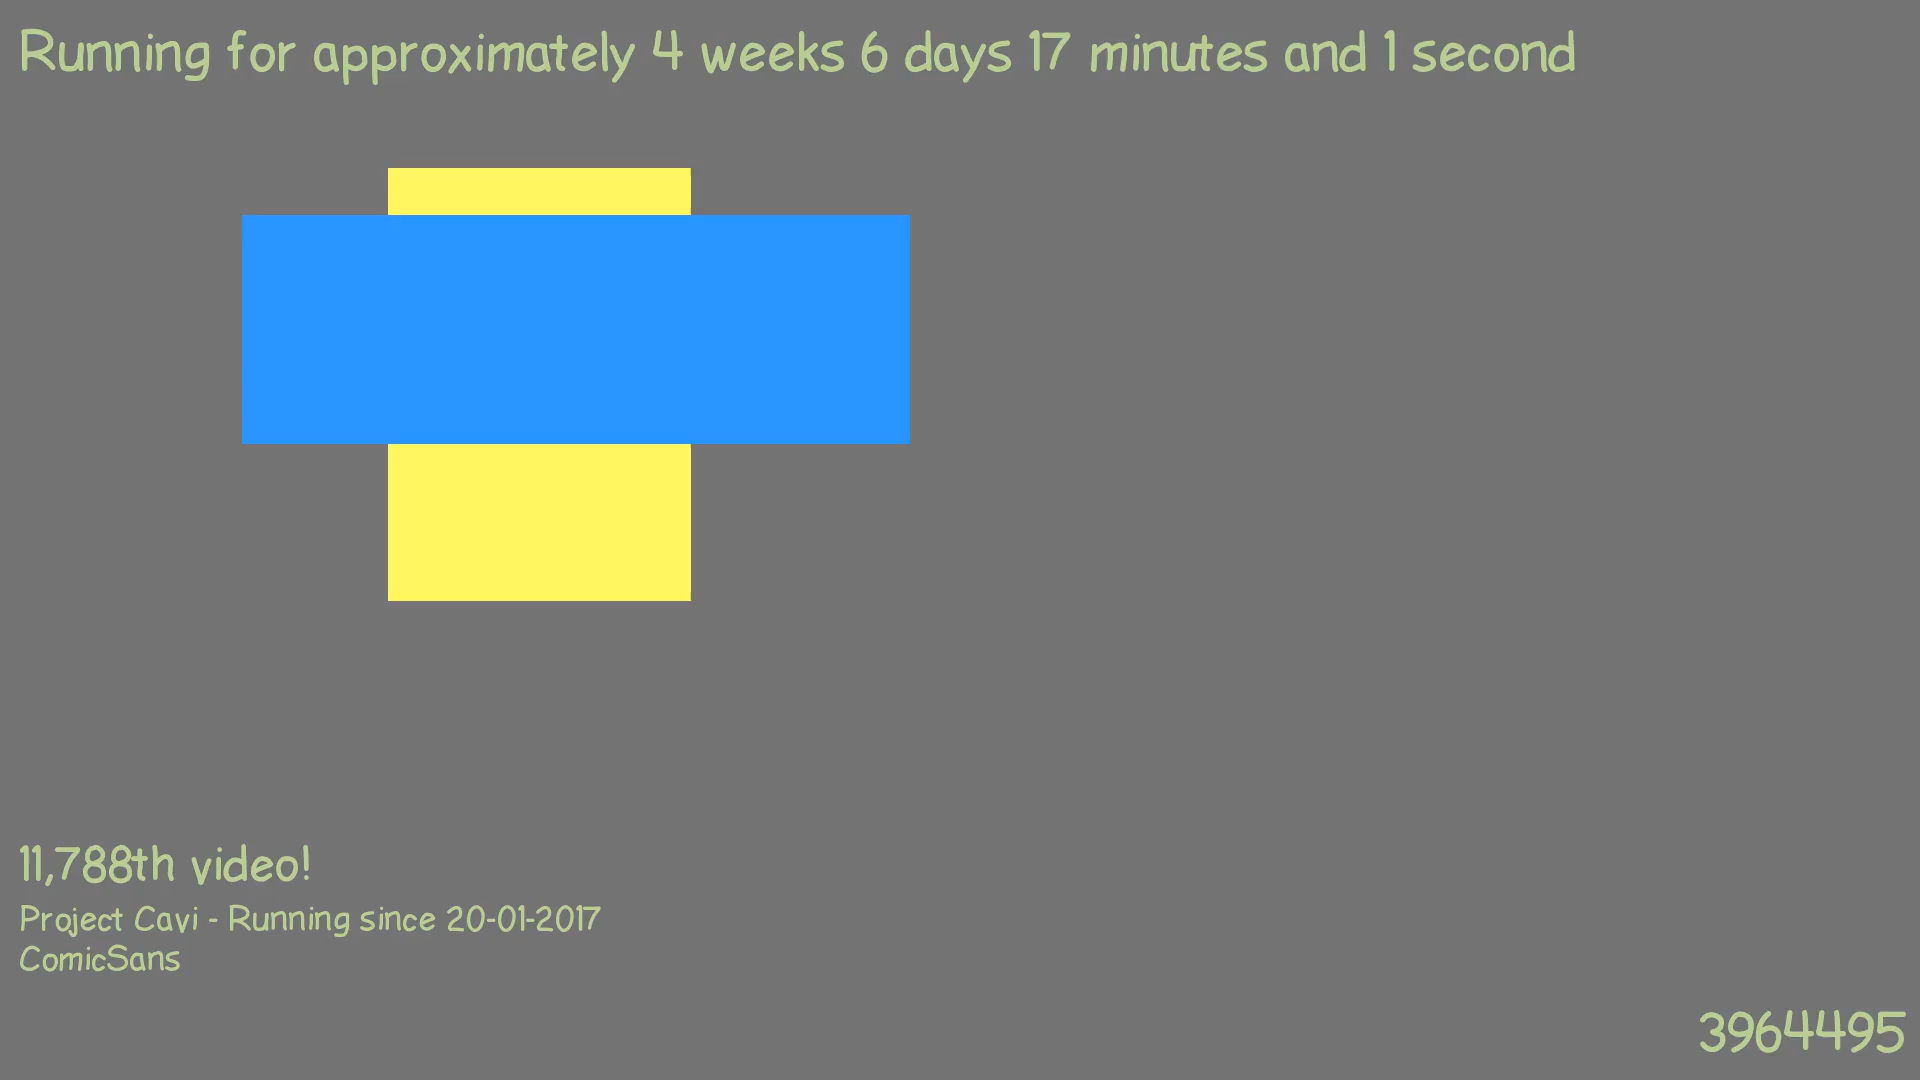 Running for approximately 4 weeks 6 days 17 minutes and 1 second
11,788th video!
Project Cavi - Running since 20-01-2017
ComicSans
3964495